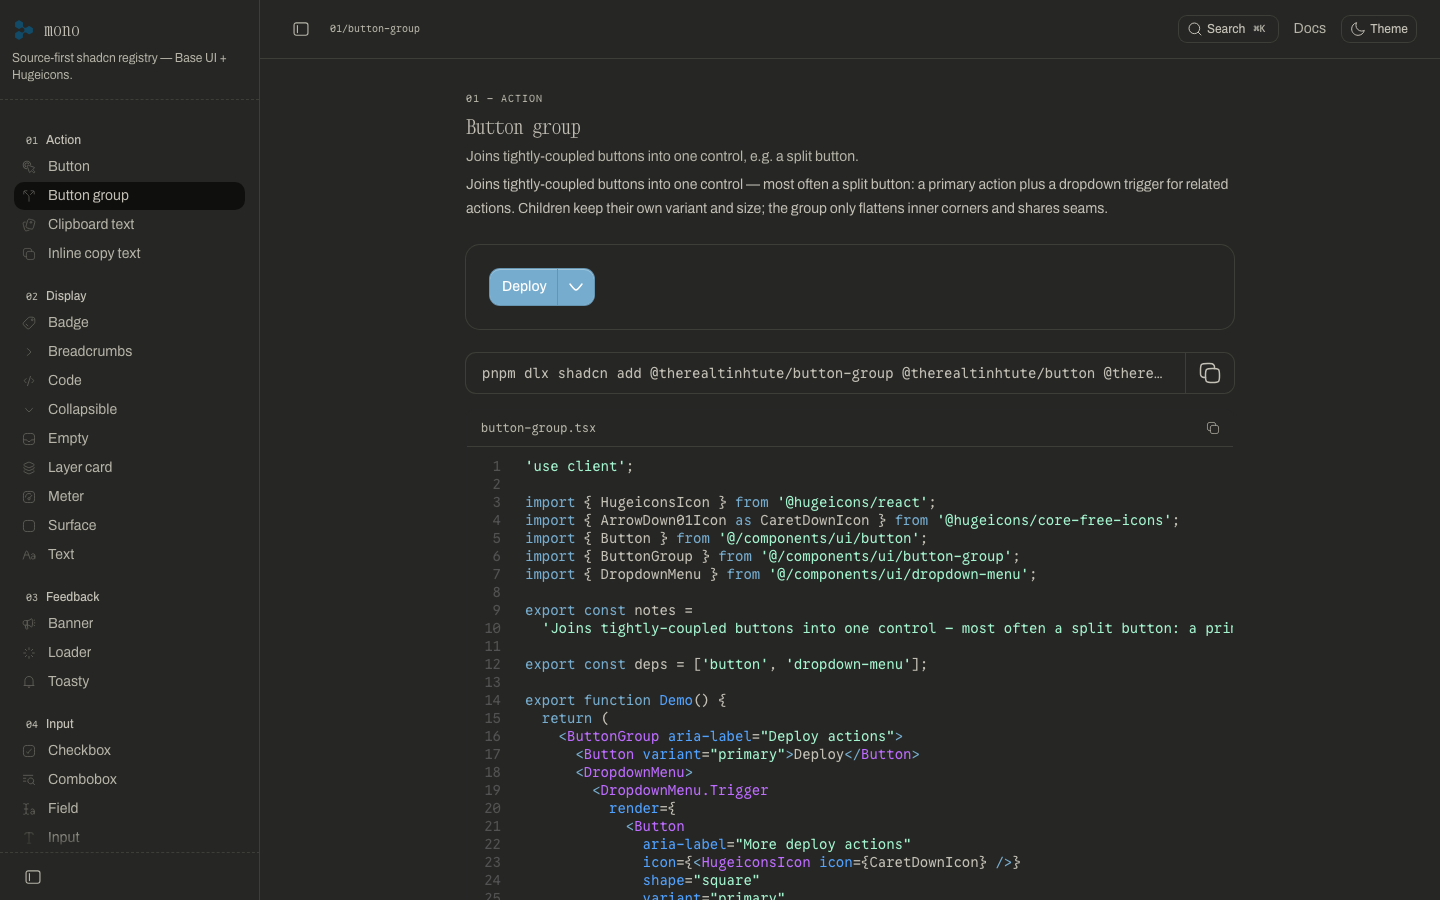 mono
Source-first shadcn registry — Base UI +
Hugeicons.
01 Action
Button
Button group
Clipboard text
Inline copy text
02 Display
Badge
Breadcrumbs
Code
Collapsible
Empty
Layer card
Meter
Surface
Text
03 Feedback
Banner
Loader
Toasty
04 Input
Checkbox
Combobox
Field
Input
01/button-group
Search ⌘K
Docs
Theme
01 — ACTION
Button group
Joins tightly-coupled buttons into one control, e.g. a split button.
Joins tightly-coupled buttons into one control — most often a split button: a primary action plus a dropdown trigger for related
actions. Children keep their own variant and size; the group only flattens inner corners and shares seams.
Deploy
pnpm dlx shadcn add @therealtinhtute/button-group @therealtinhtute/button @there…
button-group.tsx
1 'use client';
2
3 import { HugeiconsIcon } from '@hugeicons/react';
4 import { ArrowDown01Icon as CaretDownIcon } from '@hugeicons/core-free-icons';
5 import { Button } from '@/components/ui/button';
6 import { ButtonGroup } from '@/components/ui/button-group';
7 import { DropdownMenu } from '@/components/ui/dropdown-menu';
8
9 export const notes =
10 'Joins tightly-coupled buttons into one control — most often a split button: a prim
11
12 export const deps = ['button', 'dropdown-menu'];
13
14 export function Demo() {
15 return (
16 <ButtonGroup aria-label="Deploy actions">
17 <Button variant="primary">Deploy</Button>
18 <DropdownMenu>
19 <DropdownMenu.Trigger
20 render={
21 <Button
22 aria-label="More deploy actions"
23 icon={<HugeiconsIcon icon={CaretDownIcon} />}
24 shape="square"
25 variant="primary"